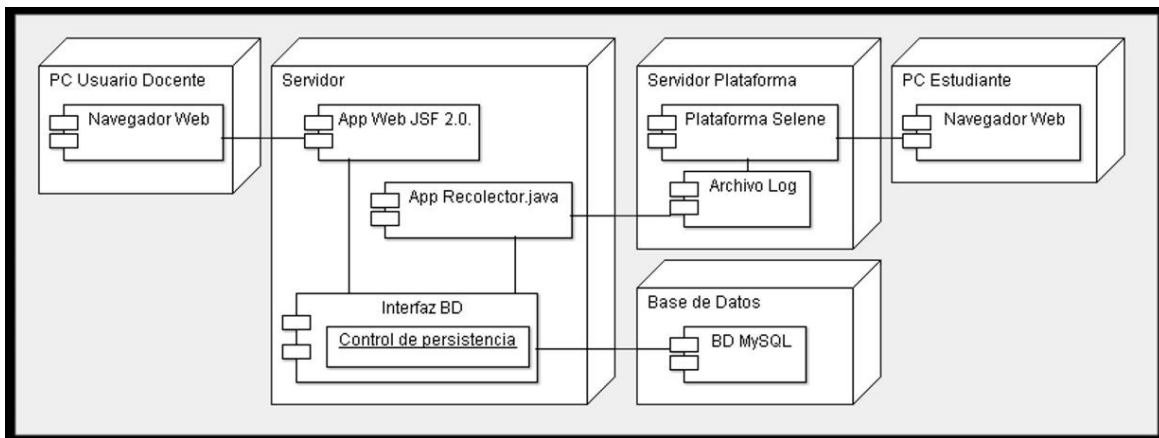 PC Usuario Docente
Navegador Web
Servidor
App Web JSF 2.0.
App Recolector.java
Interfaz BD
Control de persistencia
Servidor Plataforma
Plataforma Selene
Archivo Log
Base de Datos
BD MySQL
PC Estudiante
Navegador Web